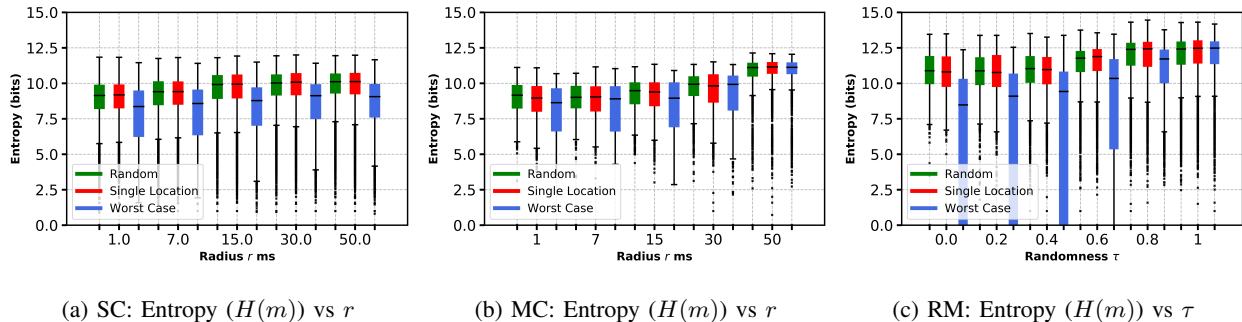 15.0
12.5
10.0
7.5
5.0
2.5
0.0
Entropy (bits)
Random
Single Location
Worst Case
1.0 7.0 15.0 30.0 50.0
Radius r ms
(a) SC: Entropy (H(m)) vs r
15.0
12.5
10.0
7.5
5.0
2.5
0.0
Entropy (bits)
Random
Single Location
Worst Case
1 7 15 30 50
Radius r ms
(b) MC: Entropy (H(m)) vs r
15.0
12.5
10.0
7.5
5.0
2.5
0.0
Entropy (bits)
Random
Single Location
Worst Case
0.0 0.2 0.4 0.6 0.8 1
Randomness τ
(c) RM: Entropy (H(m)) vs τ